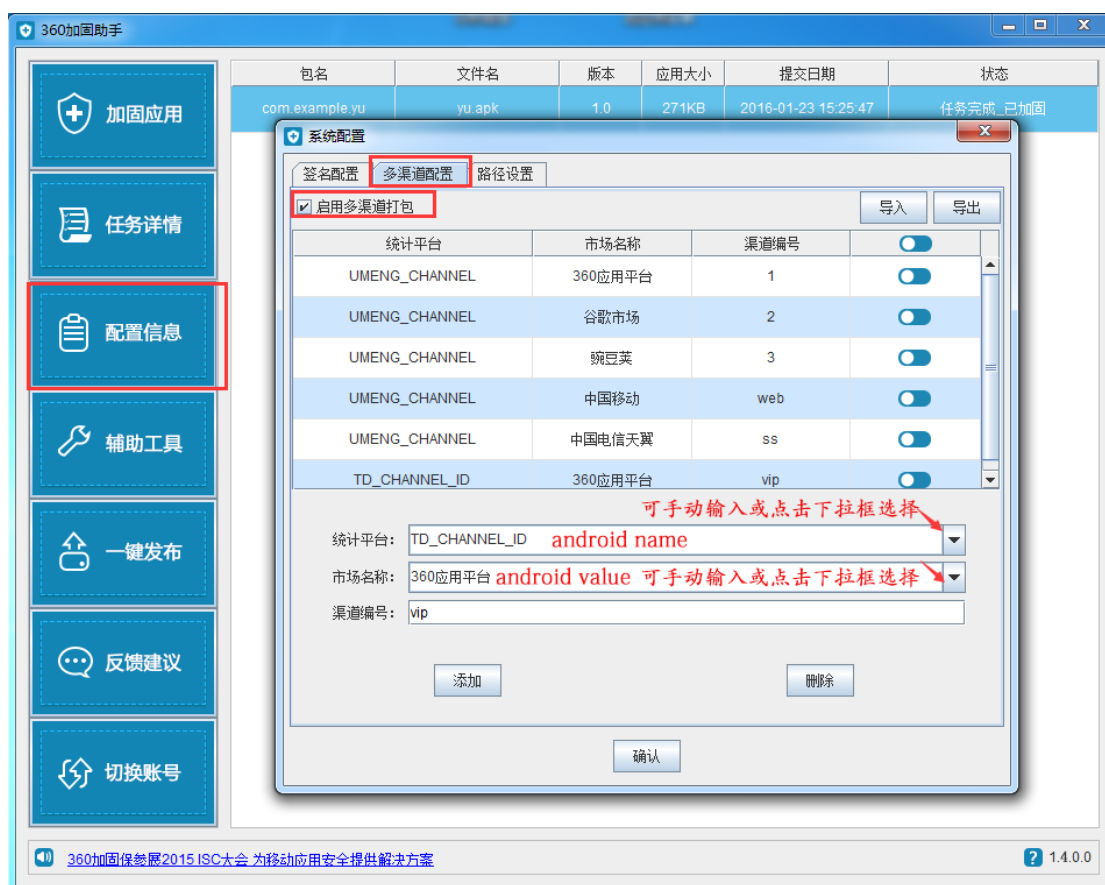 360加固助手
加固应用
任务详情
配置信息
辅助工具
一键发布
反馈建议
切换账号
包名 文件名 版本 应用大小 提交日期 状态
com.example.yu yu.apk 1.0 271KB 2016-01-23 15:25:47 任务完成_已加固
系统配置
签名配置 多渠道配置 路径设置
启用多渠道打包 导入 导出
统计平台 市场名称 渠道编号
UMENG_CHANNEL 360应用平台 1
UMENG_CHANNEL 谷歌市场 2
UMENG_CHANNEL 豌豆荚 3
UMENG_CHANNEL 中国移动 web
UMENG_CHANNEL 中国电信天翼 ss
TD_CHANNEL_ID 360应用平台 vip
可手动输入或点击下拉框选择
统计平台: TD_CHANNEL_ID android name
市场名称: 360应用平台 android value 可手动输入或点击下拉框选择
渠道编号: vip
添加 删除
确认
360加固保参展2015 ISC大会 为移动应用安全提供解决方案
1.4.0.0